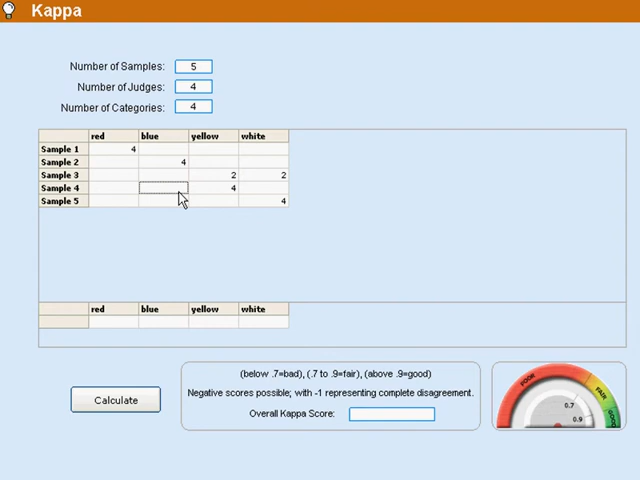 Kappa
Number of Samples: 5
Number of Judges: 4
Number of Categories: 4
red blue yellow white
Sample 1 4
Sample 2 4
Sample 3 2 2
Sample 4 4
Sample 5 4
red blue yellow white
(below .7=bad), (.7 to .9=fair), (above .9=good)
Negative scores possible; with -1 representing complete disagreement.
Calculate
Overall Kappa Score:
POOR
FAIR
GOOD
0.7
0.9